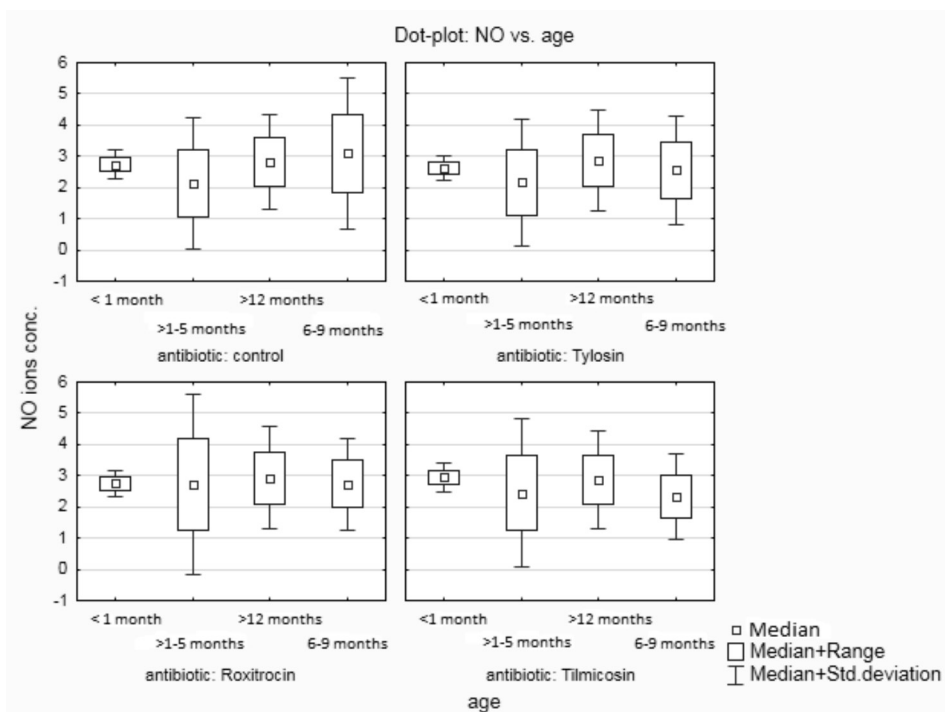 Dot-plot: NO vs. age
NO ions conc.
6
5
4
3
2
1
0
-1
< 1 month
>1-5 months
>12 months
6-9 months
antibiotic: control
<1 month
>1-5 months
>12 months
6-9 months
antibiotic: Tylosin
6
5
4
3
2
1
0
-1
< 1 month
>1-5 months
>12 months
6-9 months
antibiotic: Roxitrocin
<1 month
>1-5 months
>12 months
6-9 months
antibiotic: Tilmicosin
age
Median
Median+Range
Median+Std.deviation